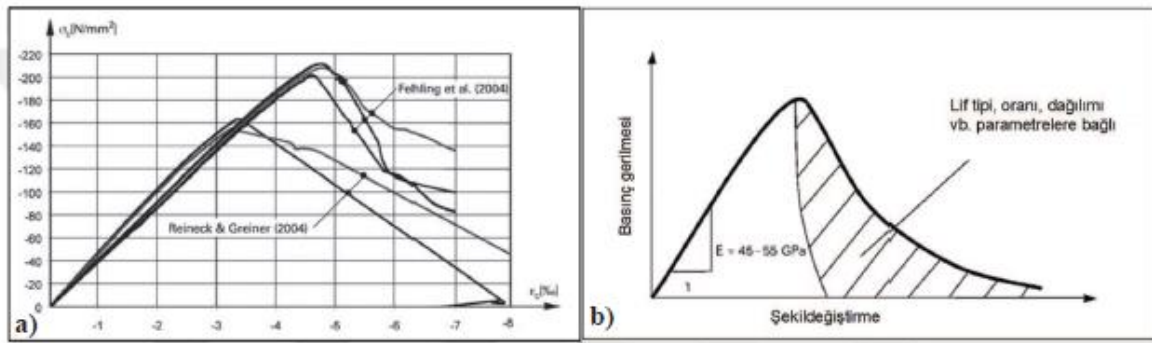 σc[N/mm²]
-220
-200
-180
-160
-140
-120
-100
-80
-60
-40
-20
0
Fehling et al. (2004)
Reineck & Greiner (2004)
εc[‰]
-1 -2 -3 -4 -5 -6 -7 -8
a)
Basınç gerilmesi
Lif tipi, oranı, dağılımı
vb. parametrelere bağlı
E = 45-55 GPa
1
Şekildeğiştirme
b)